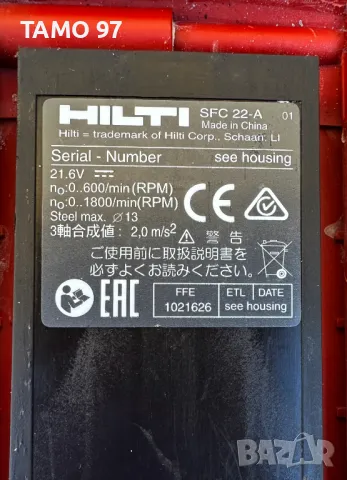 TAMO 97
HILTI SFC 22-A 01
Made in China
Hilti = trademark of Hilti Corp., Schaan, LI
Serial - Number see housing
21.6V
n₀:0..600/min(RPM)
n₀:0..1800/min(RPM)
Steel max. ∅13
3軸合成値: 2,0 m/s² ⚠ 警告
ご使用前に取扱説明書を
必ずよくお読みください。
CE
EAC
FFE
1021626
ETL DATE
see housing
BAZAR